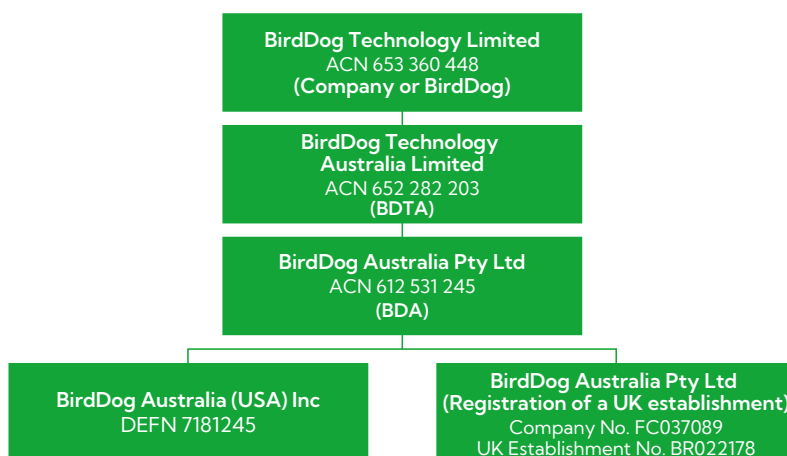 BirdDog Technology Limited
ACN 653 360 448
(Company or BirdDog)
BirdDog Technology
Australia Limited
ACN 652 282 203
(BDTA)
BirdDog Australia Pty Ltd
ACN 612 531 245
(BDA)
BirdDog Australia (USA) Inc
DEFN 7181245
BirdDog Australia Pty Ltd
(Registration of a UK establishment)
Company No. FC037089
UK Establishment No. BR022178